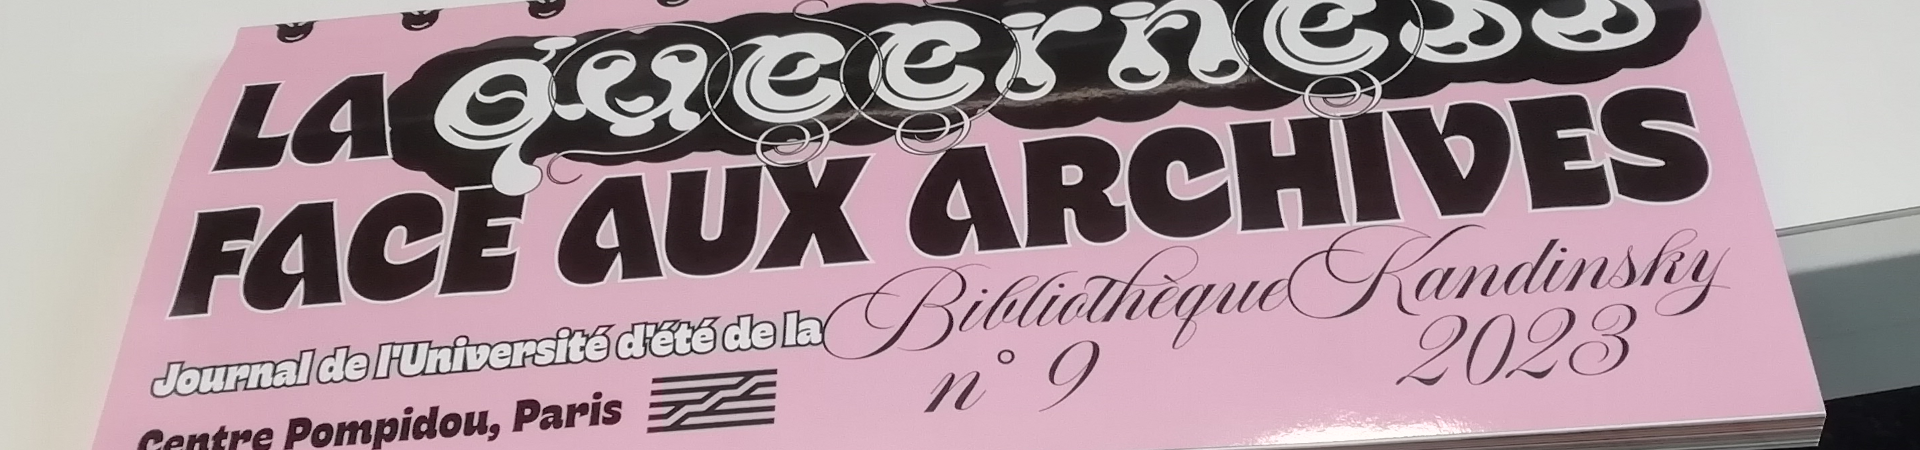 LA queerness
FACE AUX ARCHIVES
Journal de l'Université d'été de la Bibliothèque Kandinsky
n° 9 2023
Centre Pompidou, Paris